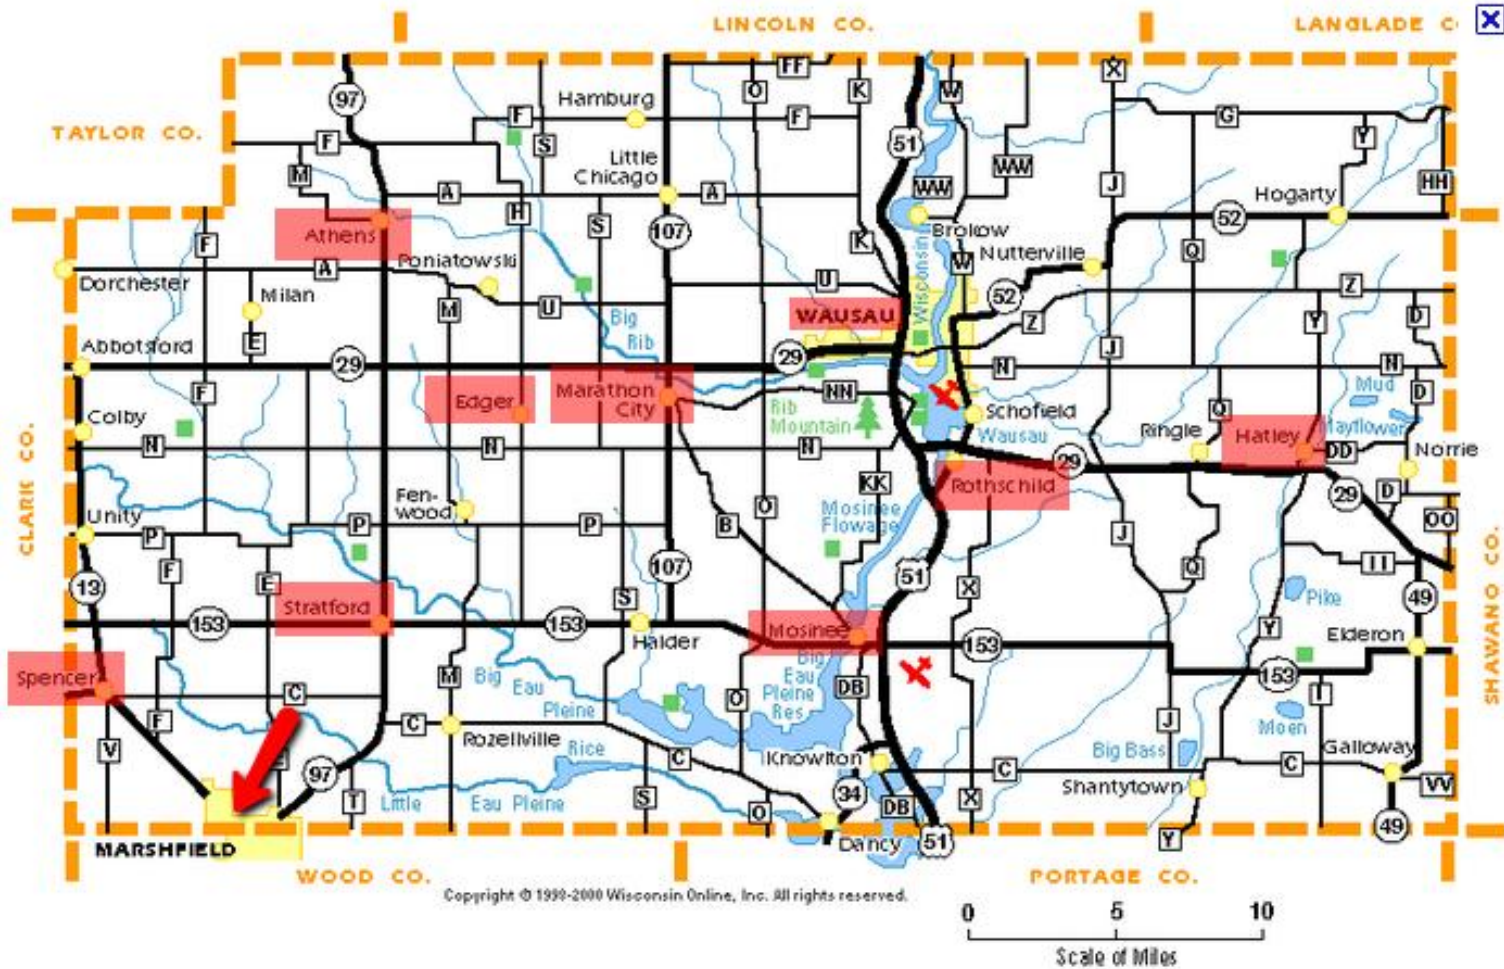 LINCOLN CO.
LANGLADE C
X
TAYLOR CO.
CLARK CO.
SHAWANO CO.
WOOD CO.
PORTAGE CO.
97
FF
O
K
W
X
Hamburg
F
F
51
G
Y
F
S
Little
Chicago
WW
WW
J
HH
M
A
A
Hogarty
H
S
107
52
Athens
F
K
Brokow
Nutterville
Q
W
A
Poniatowski
Dorchester
Milan
M
U
U
Wisconsin
52
Z
Big
Rib
WAUSAU
Z
Y
D
Abbotsford
E
29
29
J
N
N
F
Edger
Marathon
City
NN
Mud
D
Colby
Rib
Mountain
Schofield
Q
Ringle
Hatley
Mayflower
Wausau
DD
Norrie
N
N
N
29
Rothschild
KK
29
D
Fen-
wood
Mosinee
Flowage
OO
Unity
P
P
P
B
O
J
F
E
107
51
Q
II
13
X
Pike
49
Stratford
S
153
153
Halder
Mosinee
153
Y
Elderon
Spencer
M
Big
Eau
Pleine
Big
Eau
Pleine
Res.
DB
153
I
C
O
F
C
J
Moen
V
Rozellville
Rice
C
Knowlton
Big Bass
Galloway
97
C
C
Shantytown
VV
T
Little
Eau Pleine
S
O
34
DB
X
49
MARSHFIELD
Dancy
51
Y
Copyright © 1998-2000 Wisconsin Online, Inc. All rights reserved.
0 5 10
Scale of Miles